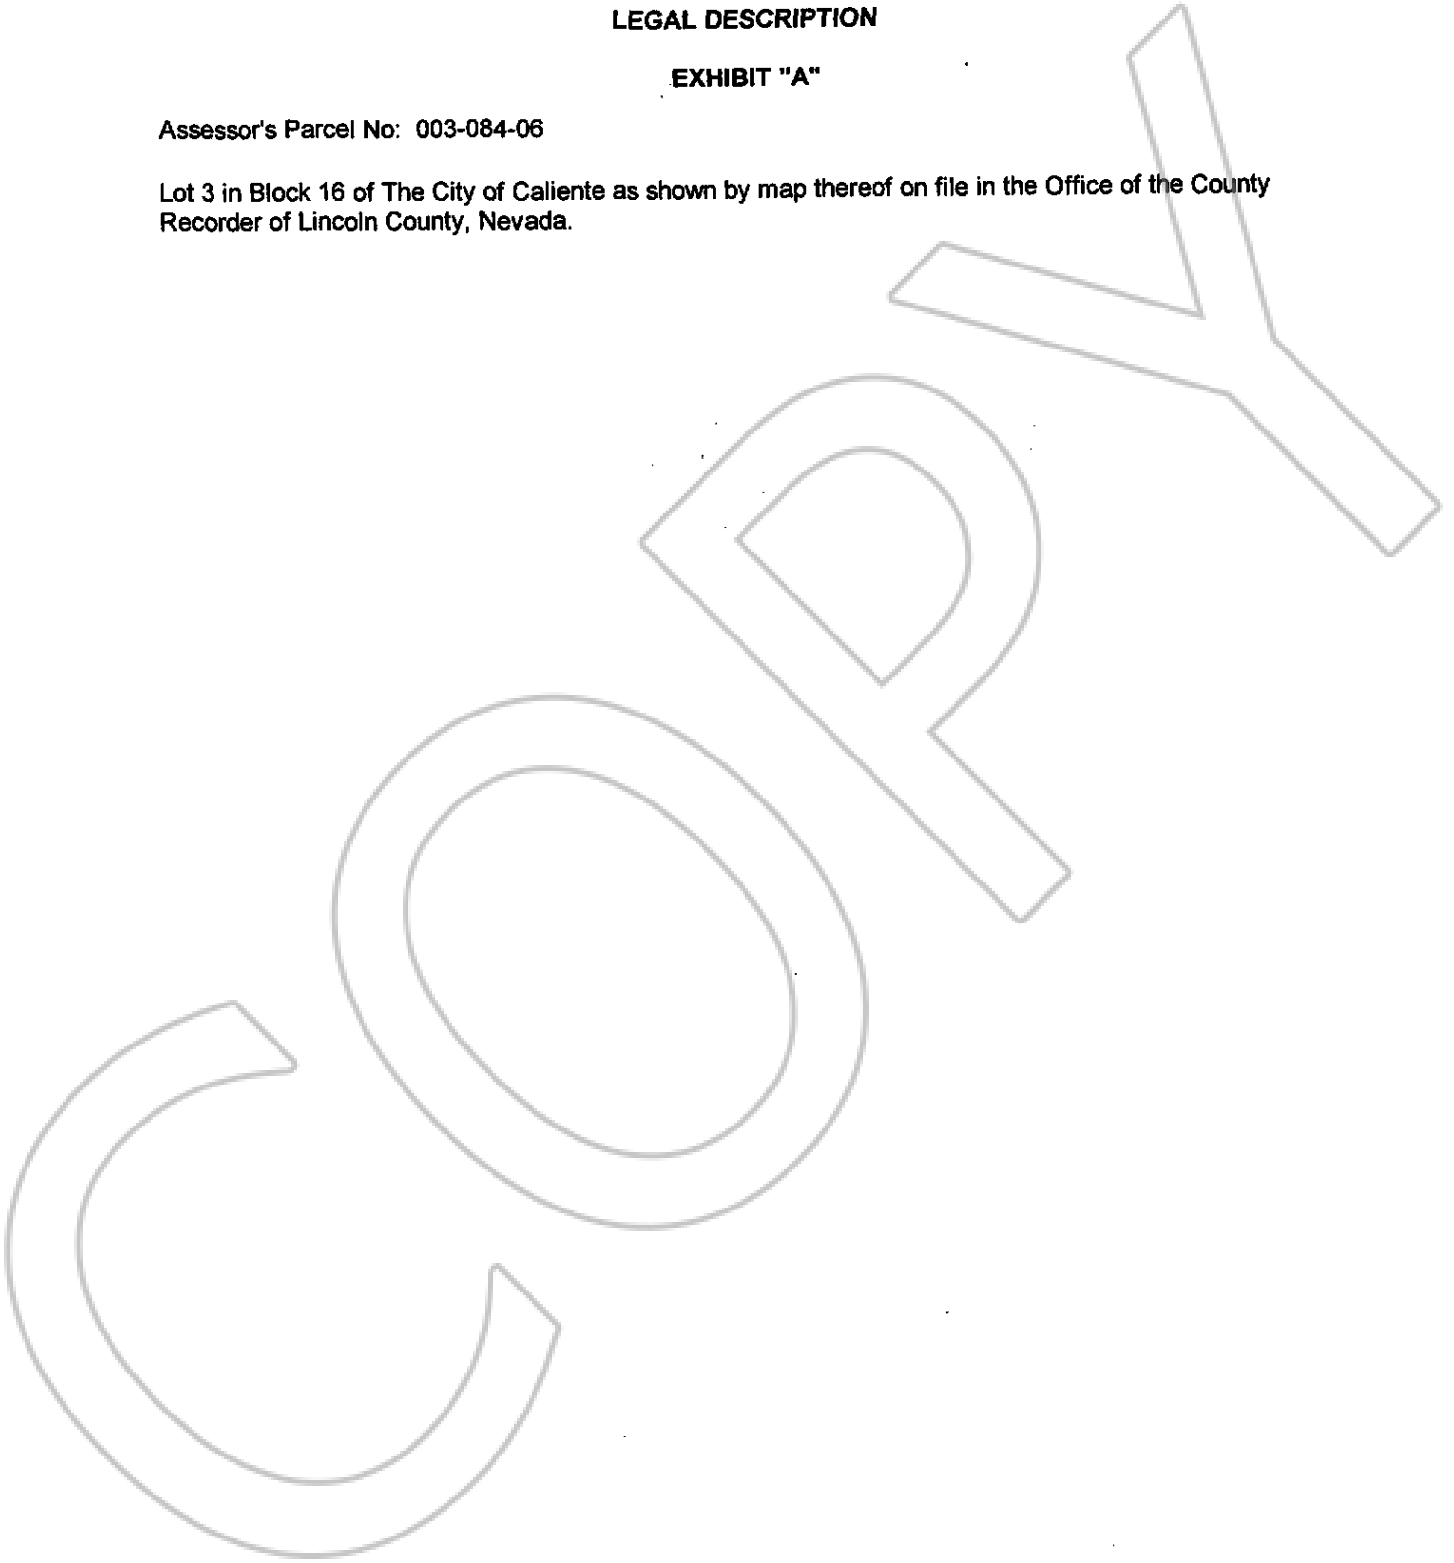 LEGAL DESCRIPTION
EXHIBIT "A"
Assessor's Parcel No: 003-084-06
Lot 3 in Block 16 of The City of Caliente as shown by map thereof on file in the Office of the County
Recorder of Lincoln County, Nevada.
COPY